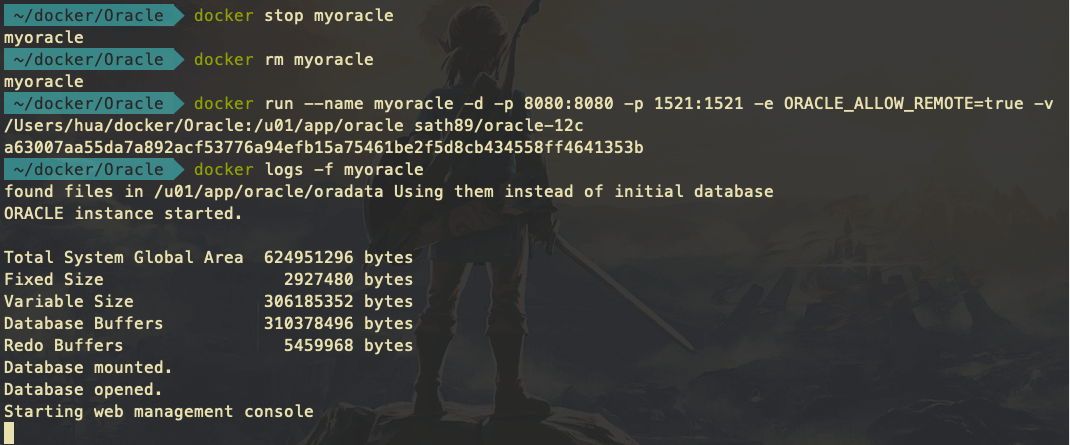 ~/docker/Oracle docker stop myoracle
myoracle
~/docker/Oracle docker rm myoracle
myoracle
~/docker/Oracle docker run --name myoracle -d -p 8080:8080 -p 1521:1521 -e ORACLE_ALLOW_REMOTE=true -v
/Users/hua/docker/Oracle:/u01/app/oracle sath89/oracle-12c
a63007aa55da7a892acf53776a94efb15a75461be2f5d8cb434558ff4641353b
~/docker/Oracle docker logs -f myoracle
found files in /u01/app/oracle/oradata Using them instead of initial database
ORACLE instance started.
Total System Global Area 624951296 bytes
Fixed Size 2927480 bytes
Variable Size 306185352 bytes
Database Buffers 310378496 bytes
Redo Buffers 5459968 bytes
Database mounted.
Database opened.
Starting web management console